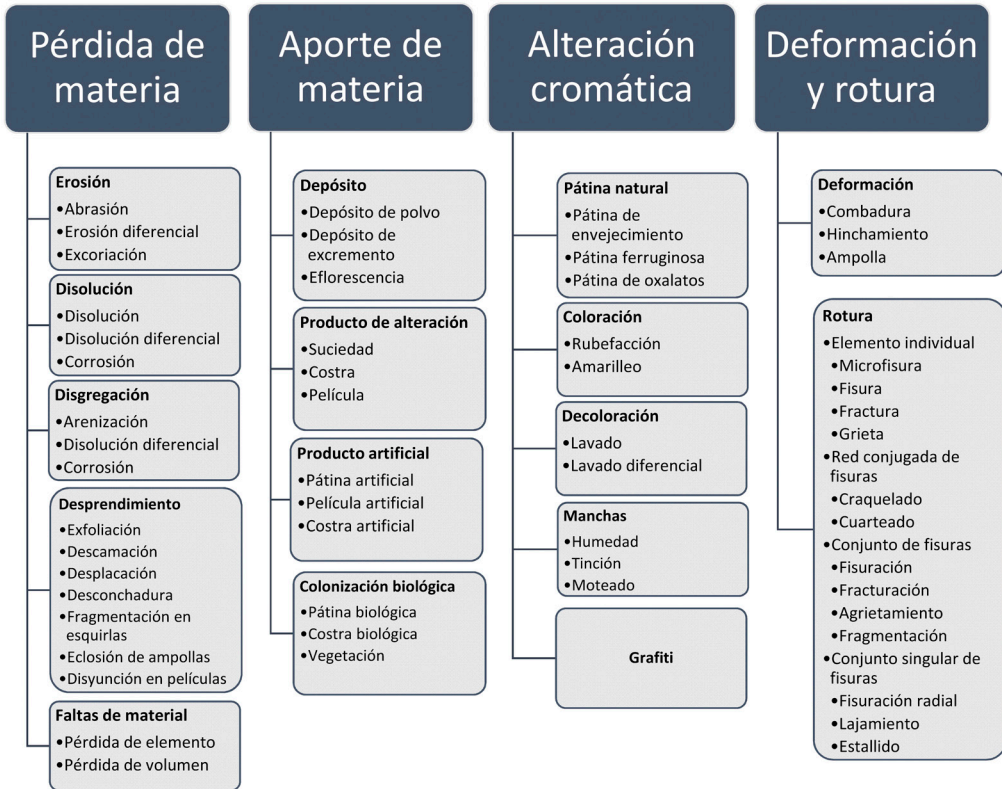 Pérdida de
materia
Erosión
•Abrasión
•Erosión diferencial
•Excoriación
Disolución
•Disolución
•Disolución diferencial
•Corrosión
Disgregación
•Arenización
•Disolución diferencial
•Corrosión
Desprendimiento
•Exfoliación
•Descamación
•Desplacación
•Desconchadura
•Fragmentación en
esquirlas
•Eclosión de ampollas
•Disyunción en películas
Faltas de material
•Pérdida de elemento
•Pérdida de volumen
Aporte de
materia
Depósito
•Depósito de polvo
•Depósito de
excremento
•Eflorescencia
Producto de alteración
•Suciedad
•Costra
•Película
Producto artificial
•Pátina artificial
•Película artificial
•Costra artificial
Colonización biológica
•Pátina biológica
•Costra biológica
•Vegetación
Alteración
cromática
Pátina natural
•Pátina de
envejecimiento
•Pátina ferruginosa
•Pátina de oxalatos
Coloración
•Rubefacción
•Amarilleo
Decoloración
•Lavado
•Lavado diferencial
Manchas
•Humedad
•Tinción
•Moteado
Grafiti
Deformación
y rotura
Deformación
•Combadura
•Hinchamiento
•Ampolla
Rotura
•Elemento individual
•Microfisura
•Fisura
•Fractura
•Grieta
•Red conjugada de
fisuras
•Craquelado
•Cuarteado
•Conjunto de fisuras
•Fisuración
•Fracturación
•Agrietamiento
•Fragmentación
•Conjunto singular de
fisuras
•Fisuración radial
•Lajamiento
•Estallido